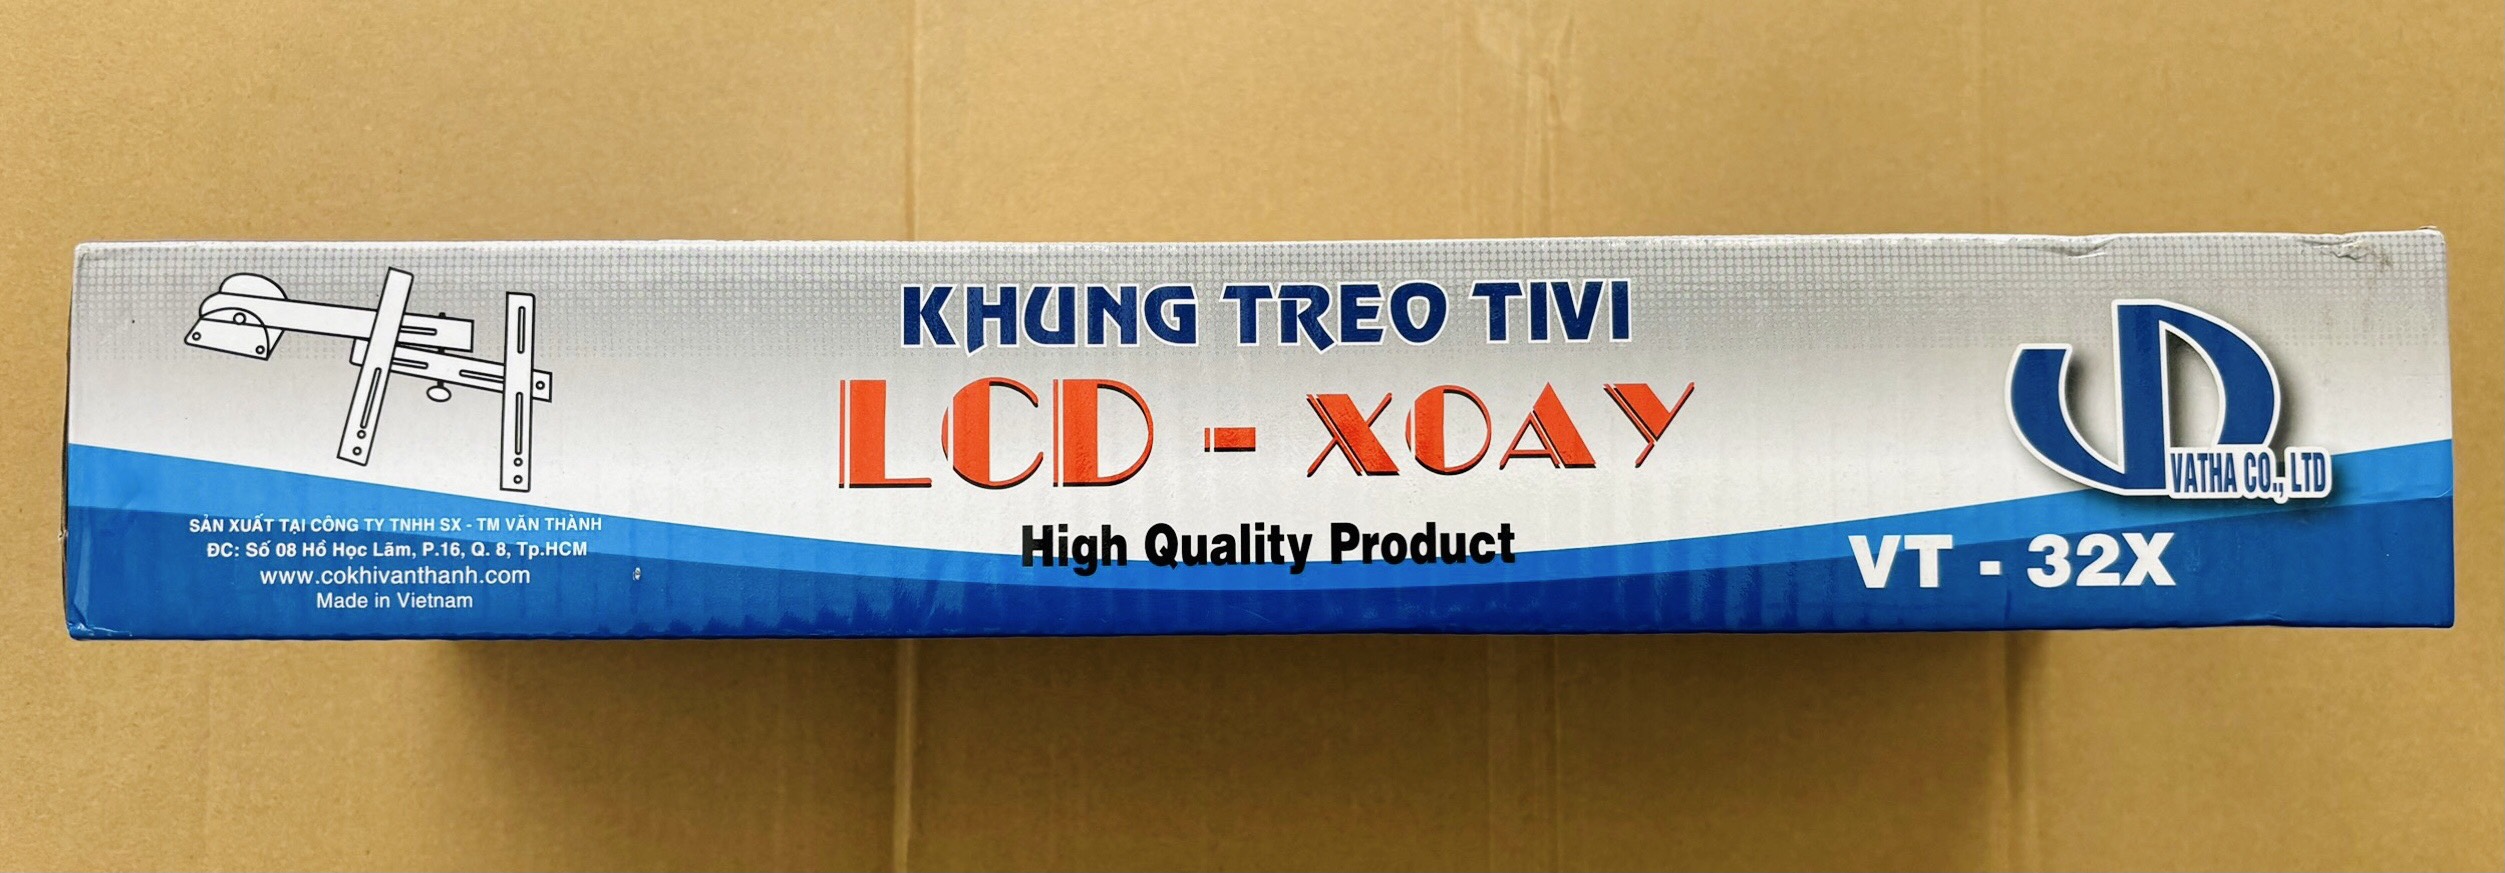 KHUNG TREO TIVI
LCD - XOAY
High Quality Product
SẢN XUẤT TẠI CÔNG TY TNHH SX - TM VĂN THÀNH
ĐC: Số 08 Hồ Học Lãm, P.16, Q. 8, Tp.HCM
www.cokhivanthanh.com
Made in Vietnam
VATHA CO., LTD
VT - 32X